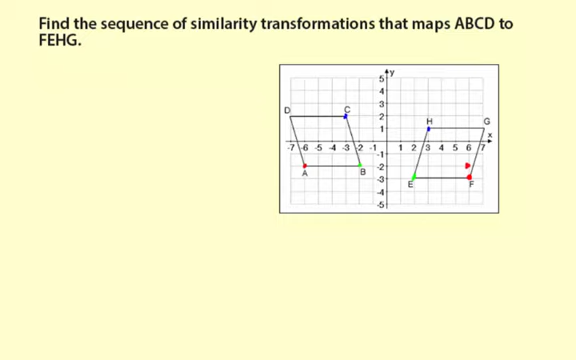 Find the sequence of similarity transformations that maps ABCD to
FEHG.
y
5
4
D C 3
2
H G
1
x
-7 -6 -5 -4 -3 -2 -1 1 2 3 4 5 6 7
-1
-2
A B
-3
E F
-4
-5